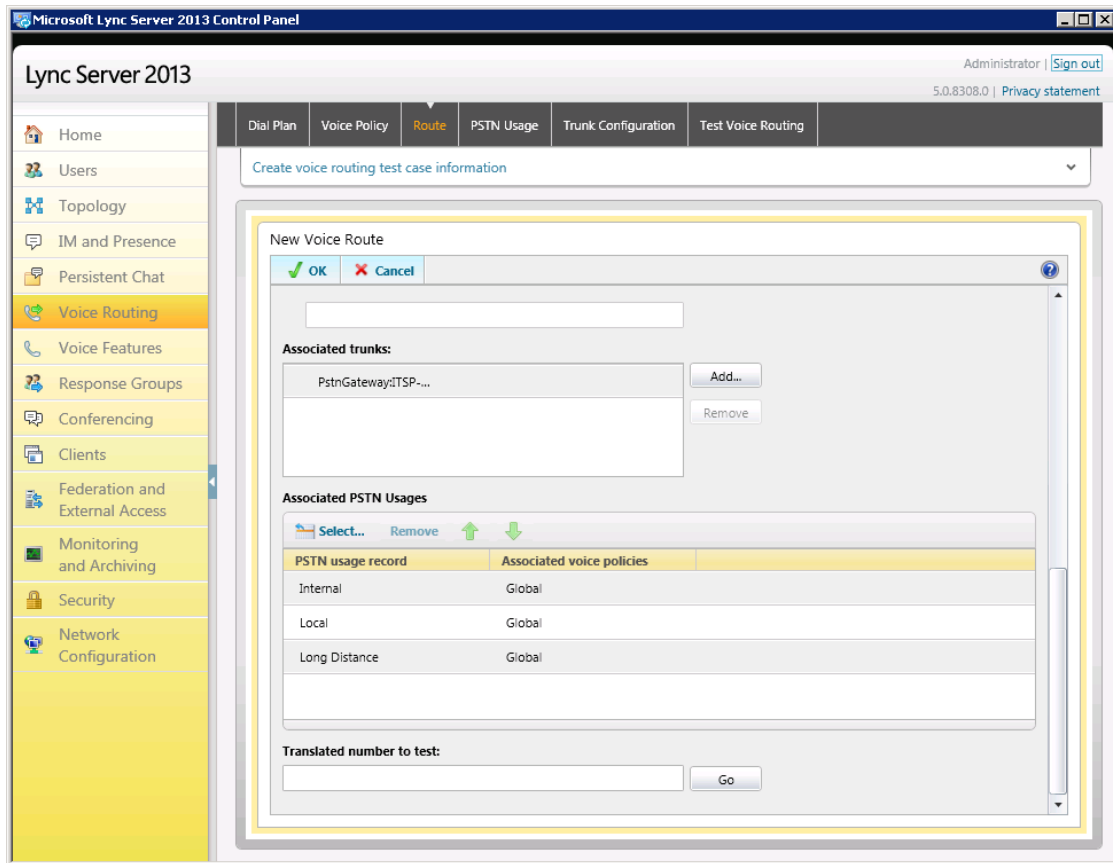 Microsoft Lync Server 2013 Control Panel
Lync Server 2013
Administrator | Sign out
5.0.8308.0 | Privacy statement
Home
Users
Topology
IM and Presence
Persistent Chat
Voice Routing
Voice Features
Response Groups
Conferencing
Clients
Federation and
External Access
Monitoring
and Archiving
Security
Network
Configuration
Dial Plan Voice Policy Route PSTN Usage Trunk Configuration Test Voice Routing
Create voice routing test case information
New Voice Route
OK Cancel
Associated trunks:
PstnGateway:ITSP-...
Add...
Remove
Associated PSTN Usages
Select... Remove
PSTN usage record Associated voice policies
Internal Global
Local Global
Long Distance Global
Translated number to test:
Go